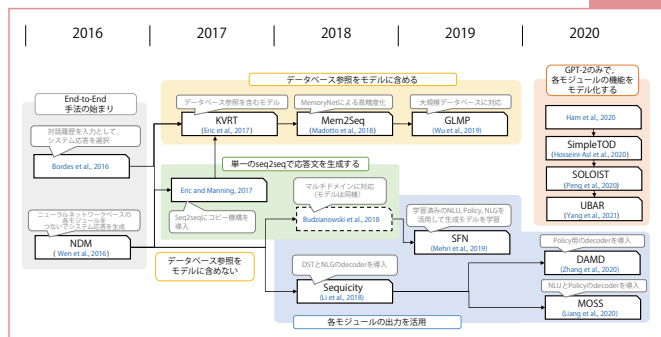 2016
2017
2018
2019
2020
End-to-End
手法の始まり
対話履歴を入力として、
システム応答を選択
Bordes et al., 2016
ニューラルネットワークベースの
各モジュールを
つないでシステム応答を生成
NDM
(Wen et al., 2016)
データベース参照をモデルに含める
データベース参照を含むモデル
KVRT
(Eric et al., 2017)
MemoryNetによる高精度化
Mem2Seq
(Madotto et al., 2018)
大規模データベースに対応
GLMP
(Wu et al., 2019)
単一のseq2seqで応答文を生成する
Eric and Manning, 2017
Seq2seqにコピー機構を
導入
マルチドメインに対応
(モデルは同様)
Budzianowski et al., 2018
データベース参照を
モデルに含めない
学習済みのNLU, Policy, NLGを
活用して生成モデルを学習
SFN
(Mehri et al., 2019)
DSTとNLGのdecoderを導入
Sequicity
(Li et al., 2018)
各モジュールの出力を活用
GPT-2のみで、
各モジュールの機能を
モデル化する
Ham et al., 2020
SimpleTOD
(Hosseini-Asl et al., 2020)
SOLOIST
(Peng et al., 2020)
UBAR
(Yang et al., 2021)
Policy用のdecoderを導入
DAMD
(Zhang et al., 2020)
NLUとPolicyのdecoderを導入
MOSS
(Liang et al., 2020)